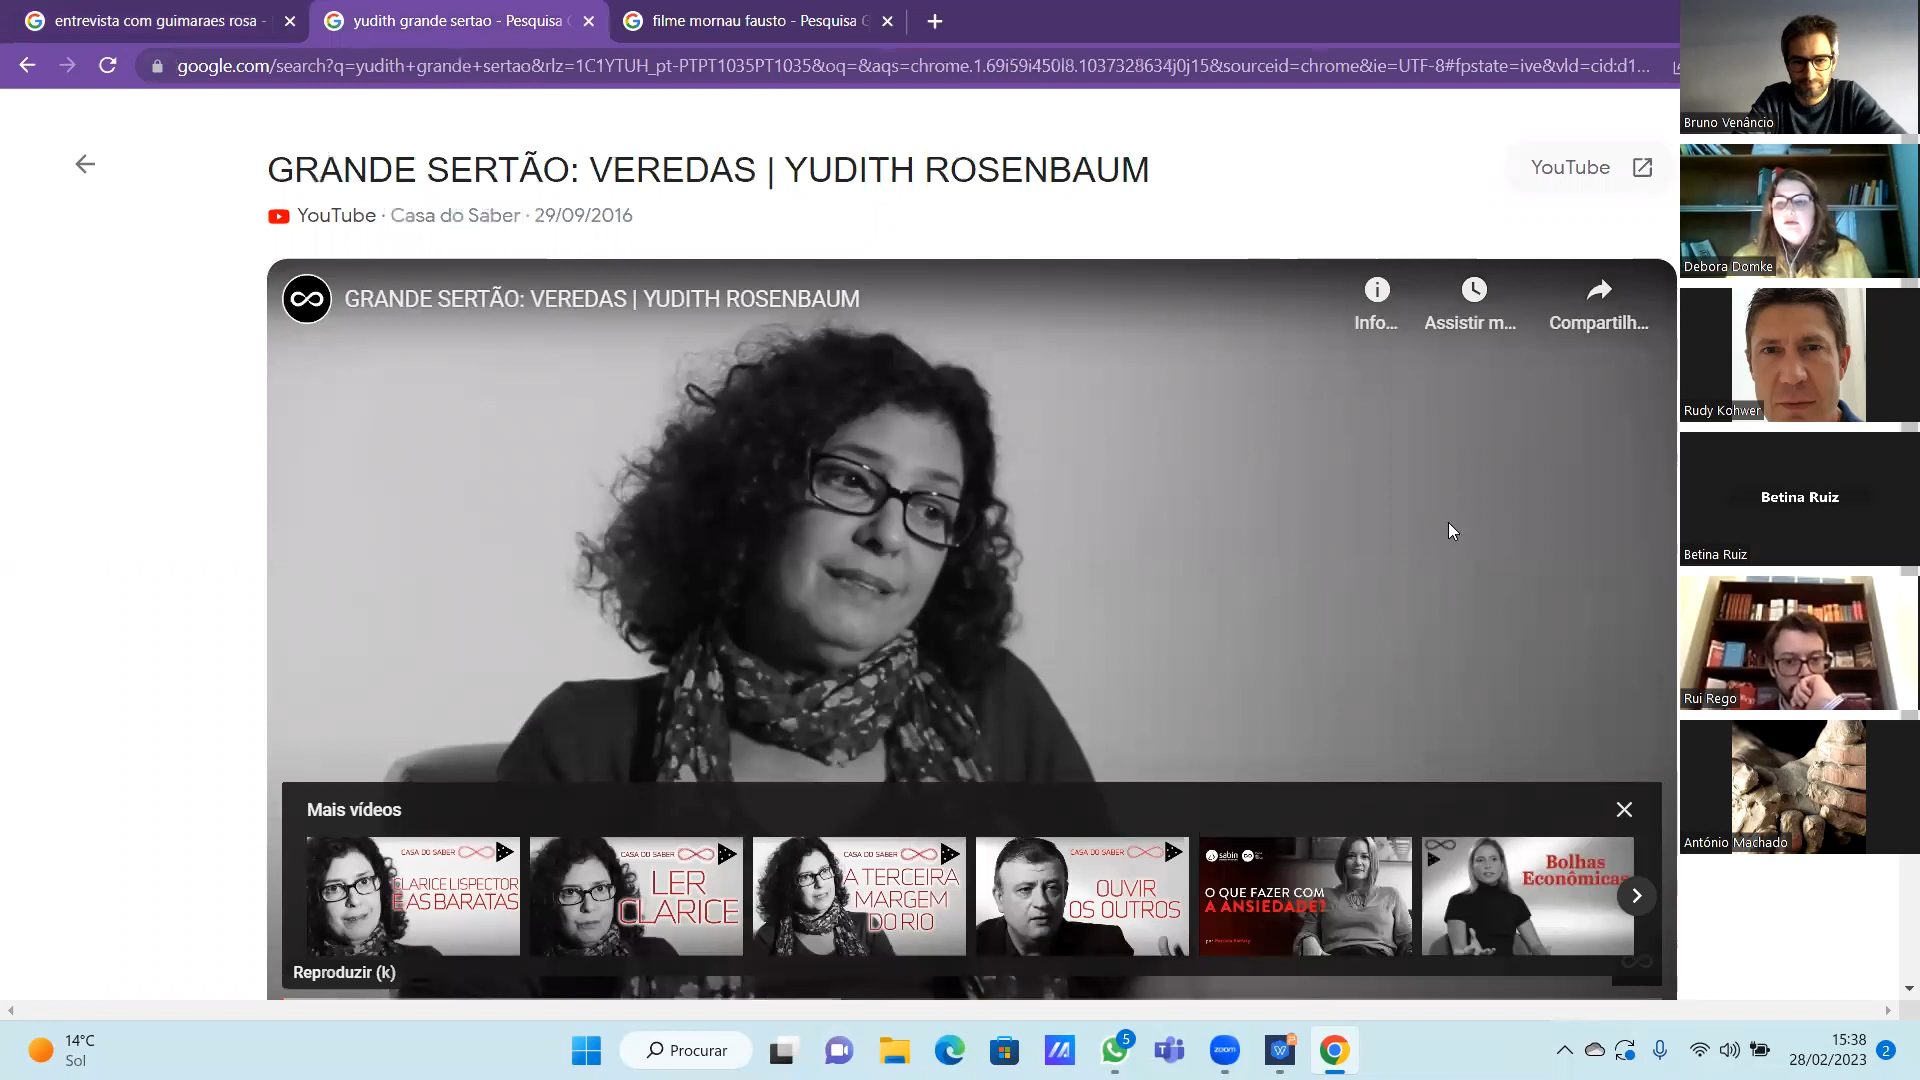 entrevista com guimaraes rosa -
yudith grande sertao - Pesquisa G
filme mornau fausto - Pesquisa G
google.com/search?q=yudith+grande+sertao&rlz=1C1YTUH_pt-PTPT1035PT1035&oq=&aqs=chrome.1.69i59i450l8.1037328634j0j15&sourceid=chrome&ie=UTF-8#fpstate=ive&vld=cid:d1...
GRANDE SERTÃO: VEREDAS | YUDITH ROSENBAUM
YouTube
YouTube · Casa do Saber · 29/09/2016
GRANDE SERTÃO: VEREDAS | YUDITH ROSENBAUM
Info...
Assistir m...
Compartilh...
Mais vídeos
CASA DO SABER
CLARICE LISPECTOR
E AS BARATAS
CASA DO SABER
LER
CLARICE
CASA DO SABER
A TERCEIRA
MARGEM
DO RIO
CASA DO SABER
OUVIR
OS OUTROS
sabin
O QUE FAZER COM
A ANSIEDADE?
Bolhas
Econômicas
Reproduzir (k)
Bruno Venâncio
Debora Domke
Rudy Kohwer
Betina Ruiz
Betina Ruiz
Rui Rego
António Machado
14°C
Sol
Procurar
5
zoom
15:38
28/02/2023
2